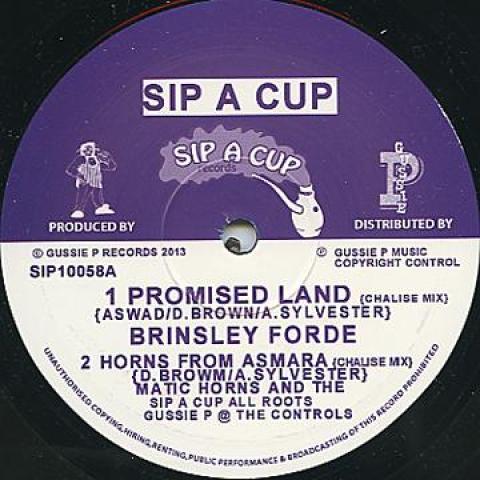 SIP A CUP
SIP A CUP
records
GUSSIE
P
PRODUCED BY
DISTRIBUTED BY
© GUSSIE P RECORDS 2013
℗ GUSSIE P MUSIC
COPYRIGHT CONTROL
SIP10058A
1 PROMISED LAND {CHALISE MIX}
{ASWAD/D.BROWN/A.SYLVESTER}
BRINSLEY FORDE
2 HORNS FROM ASMARA {CHALISE MIX}
{D.BROWM/A.SYLVESTER}
MATIC HORNS AND THE
SIP A CUP ALL ROOTS
GUSSIE P @ THE CONTROLS
UNAUTHORISED COPYING, HIRING, RENTING, PUBLIC PERFORMANCE & BROADCASTING OF THIS RECORD PROHIBITED